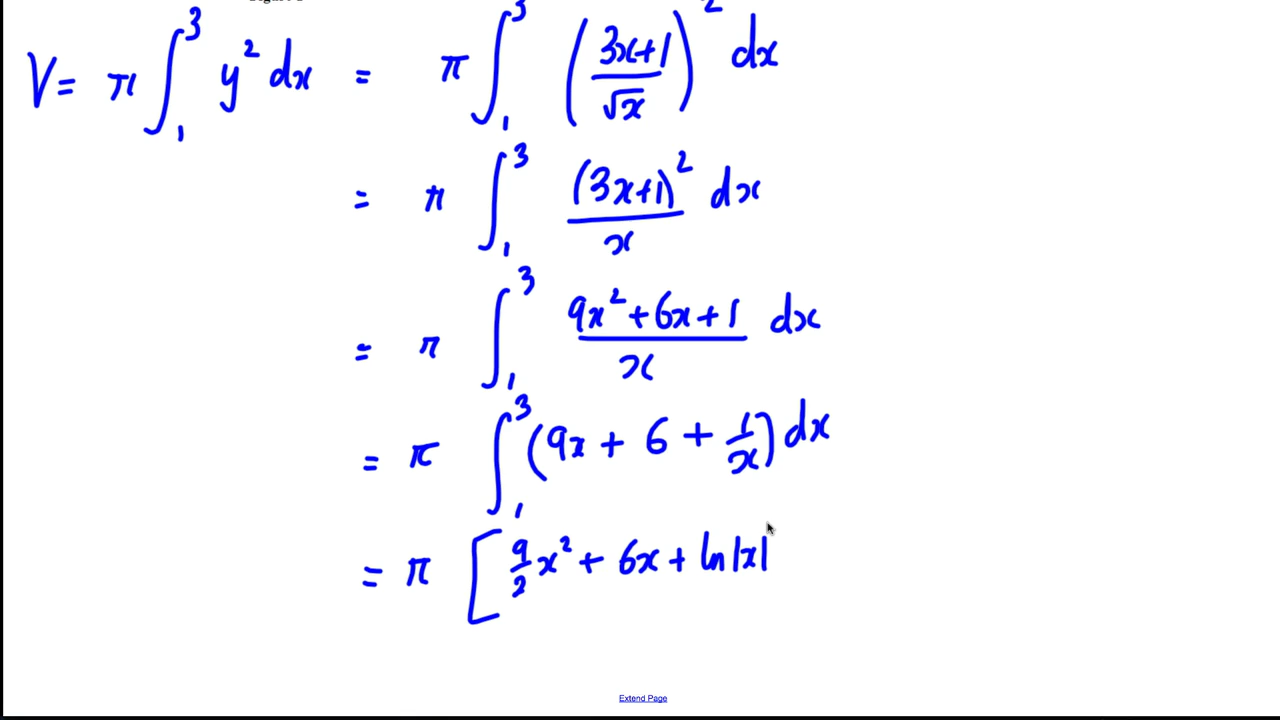 V = π ∫₁³ y² dx = π ∫₁³ ((3x+1)/√x)² dx
= π ∫₁³ (3x+1)²/x dx
= π ∫₁³ (9x²+6x+1)/x dx
= π ∫₁³ (9x + 6 + 1/x) dx
= π [9/2 x² + 6x + ln|x|
Extend Page